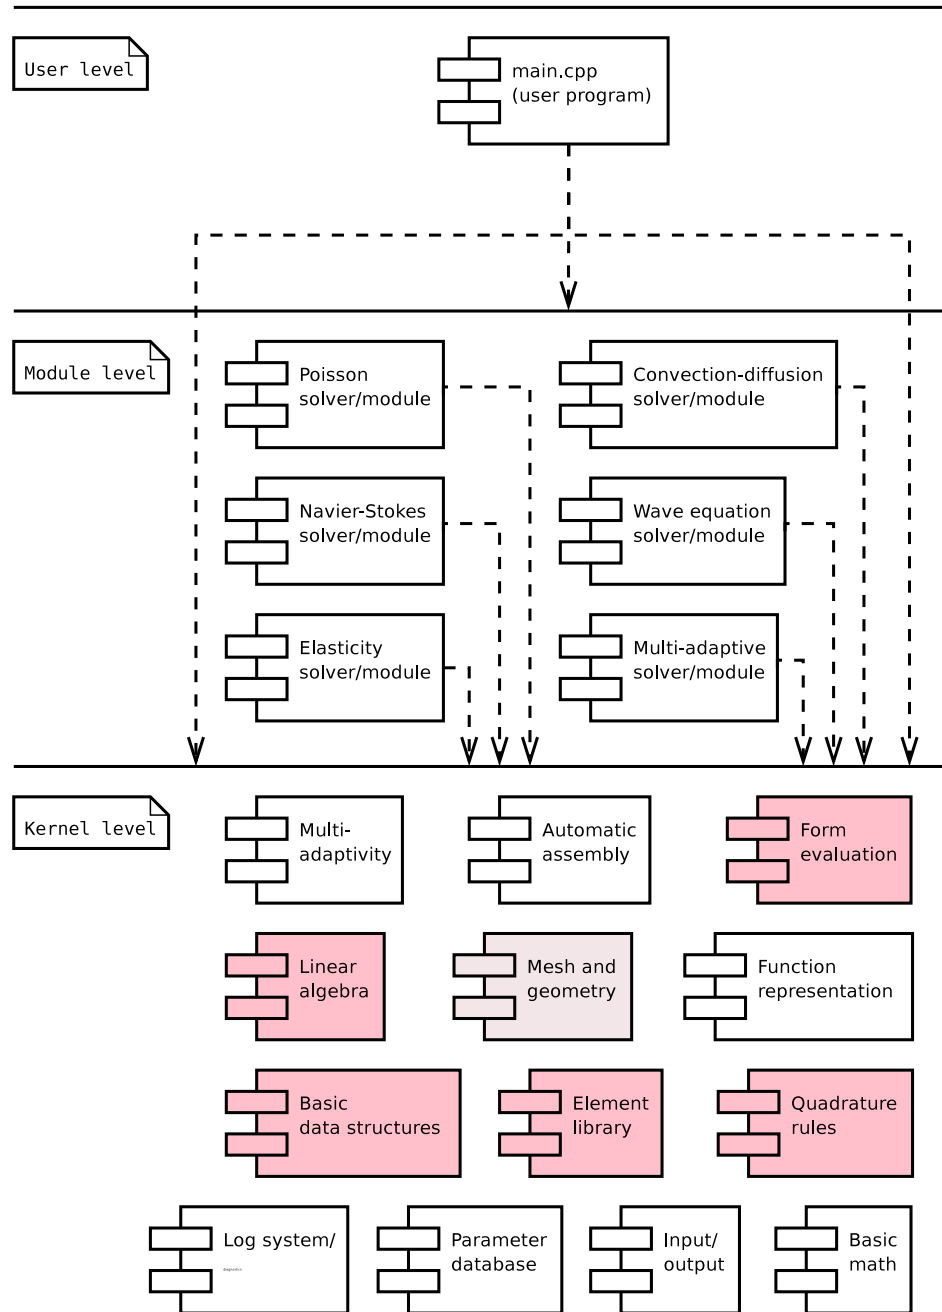 User level
main.cpp
(user program)
Module level
Poisson
solver/module
Convection-diffusion
solver/module
Navier-Stokes
solver/module
Wave equation
solver/module
Elasticity
solver/module
Multi-adaptive
solver/module
Kernel level
Multi-
adaptivity
Automatic
assembly
Form
evaluation
Linear
algebra
Mesh and
geometry
Function
representation
Basic
data structures
Element
library
Quadrature
rules
Log system/
diagnostics
Parameter
database
Input/
output
Basic
math